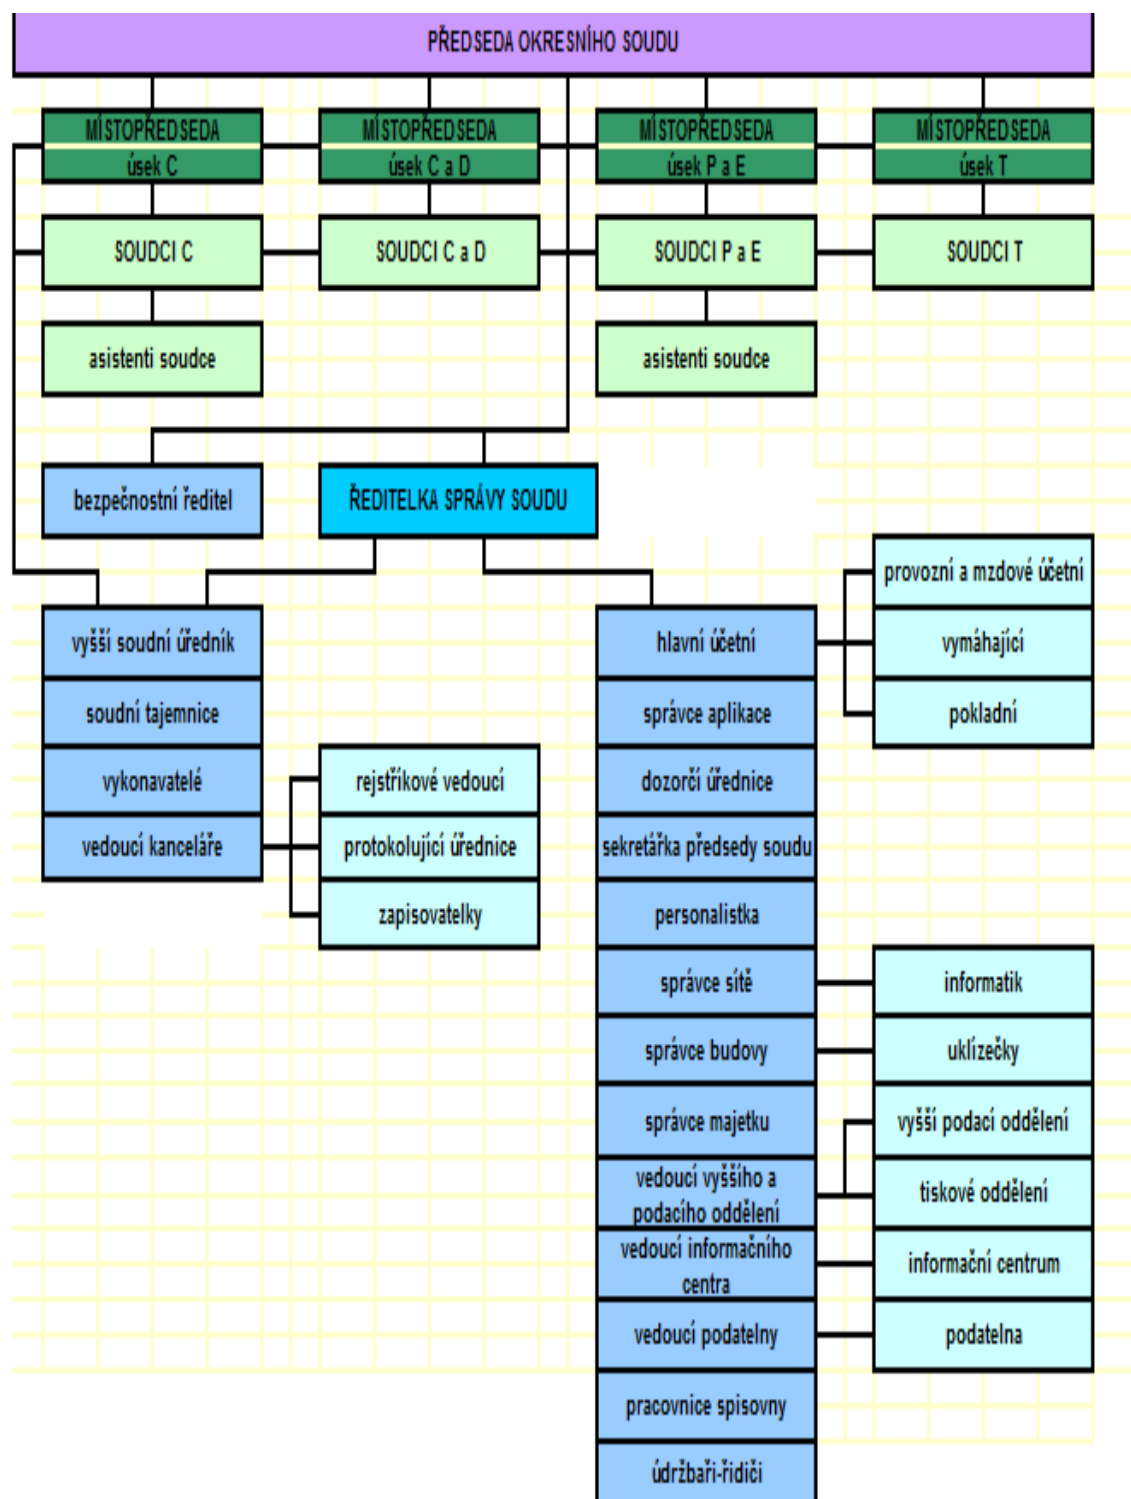 PŘEDSEDA OKRESNÍHO SOUDU
MÍSTOPŘEDSEDA
úsek C
MÍSTOPŘEDSEDA
úsek C a D
MÍSTOPŘEDSEDA
úsek P a E
MÍSTOPŘEDSEDA
úsek T
SOUDCI C
SOUDCI C a D
SOUDCI P a E
SOUDCI T
asistenti soudce
asistenti soudce
bezpečnostní ředitel
ŘEDITELKA SPRÁVY SOUDU
vyšší soudní úředník
soudní tajemnice
vykonavatelé
vedoucí kanceláře
rejstříkové vedoucí
protokolující úřednice
zapisovatelky
hlavní účetní
správce aplikace
dozorčí úřednice
sekretářka předsedy soudu
personalistka
správce sítě
správce budovy
správce majetku
vedoucí vyššího a
podacího oddělení
vedoucí informačního
centra
vedoucí podatelny
pracovnice spisovny
údržbaři-řidiči
provozní a mzdové účetní
vymáhající
pokladní
informatik
uklízečky
vyšší podací oddělení
tiskové oddělení
informační centrum
podatelna